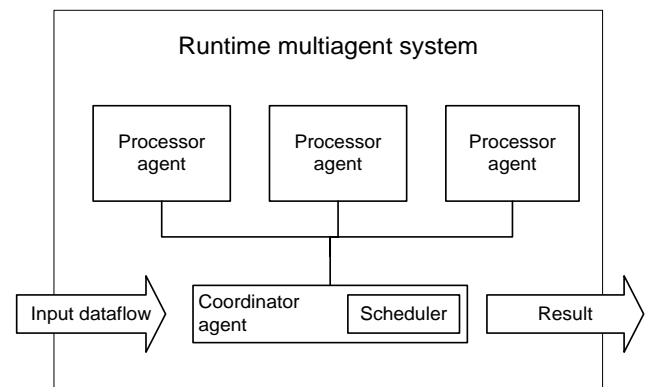 Runtime multiagent system
Processor
agent
Processor
agent
Processor
agent
Input dataflow
Coordinator
agent
Scheduler
Result